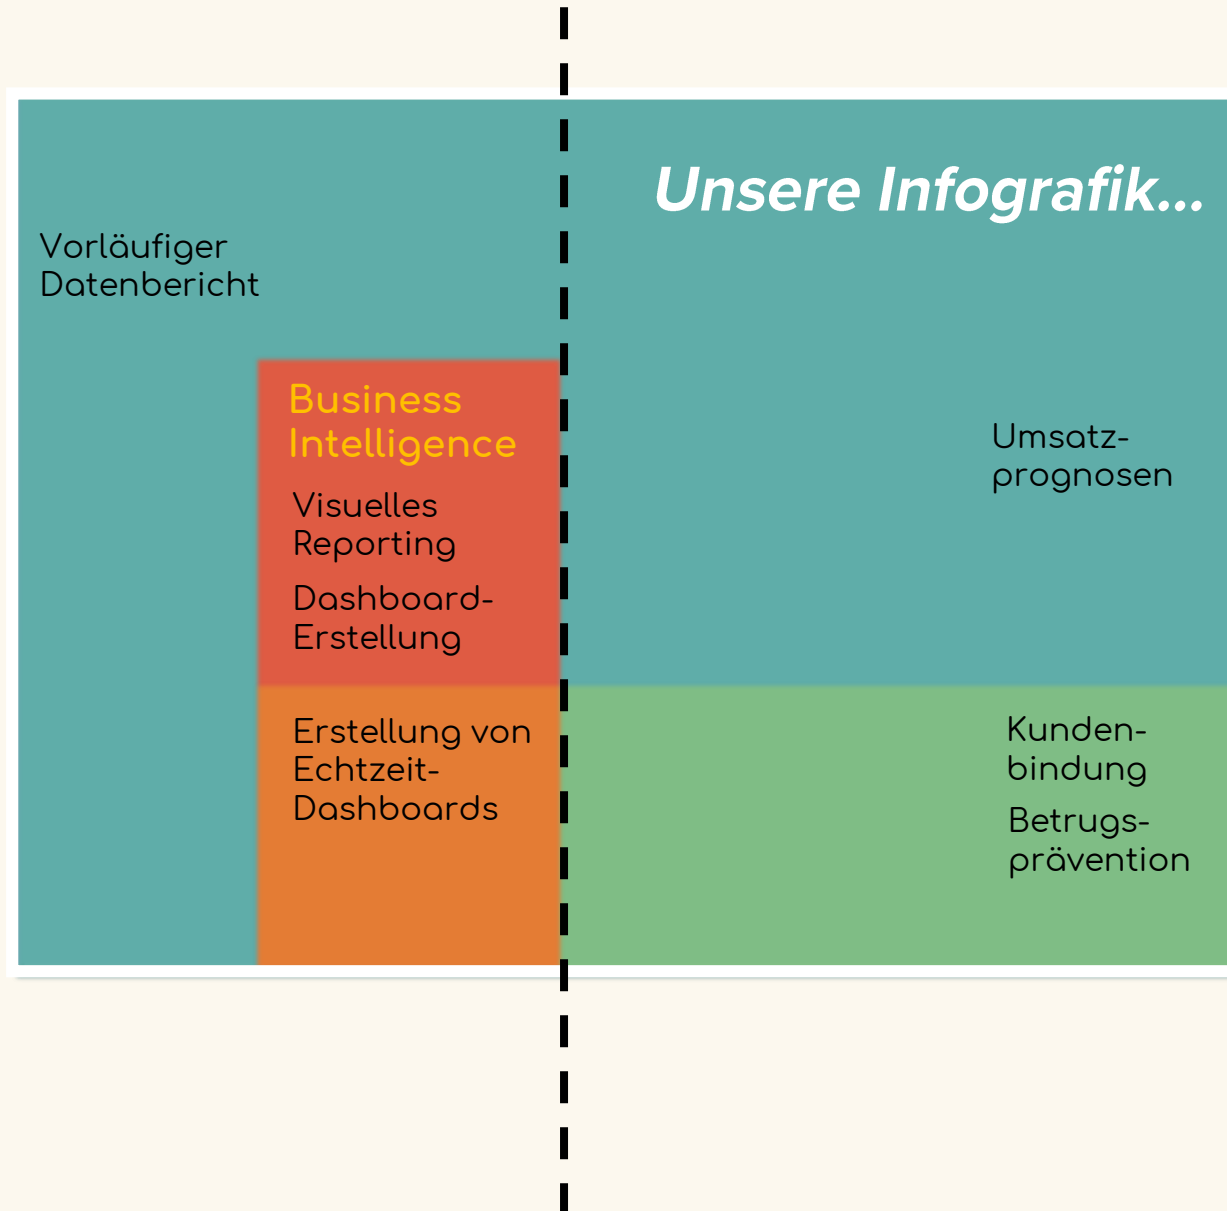 Unsere Infografik...
Vorläufiger
Datenbericht
Business
Intelligence
Visuelles
Reporting
Dashboard-
Erstellung
Erstellung von
Echtzeit-
Dashboards
Umsatz-
prognosen
Kunden-
bindung
Betrugs-
prävention